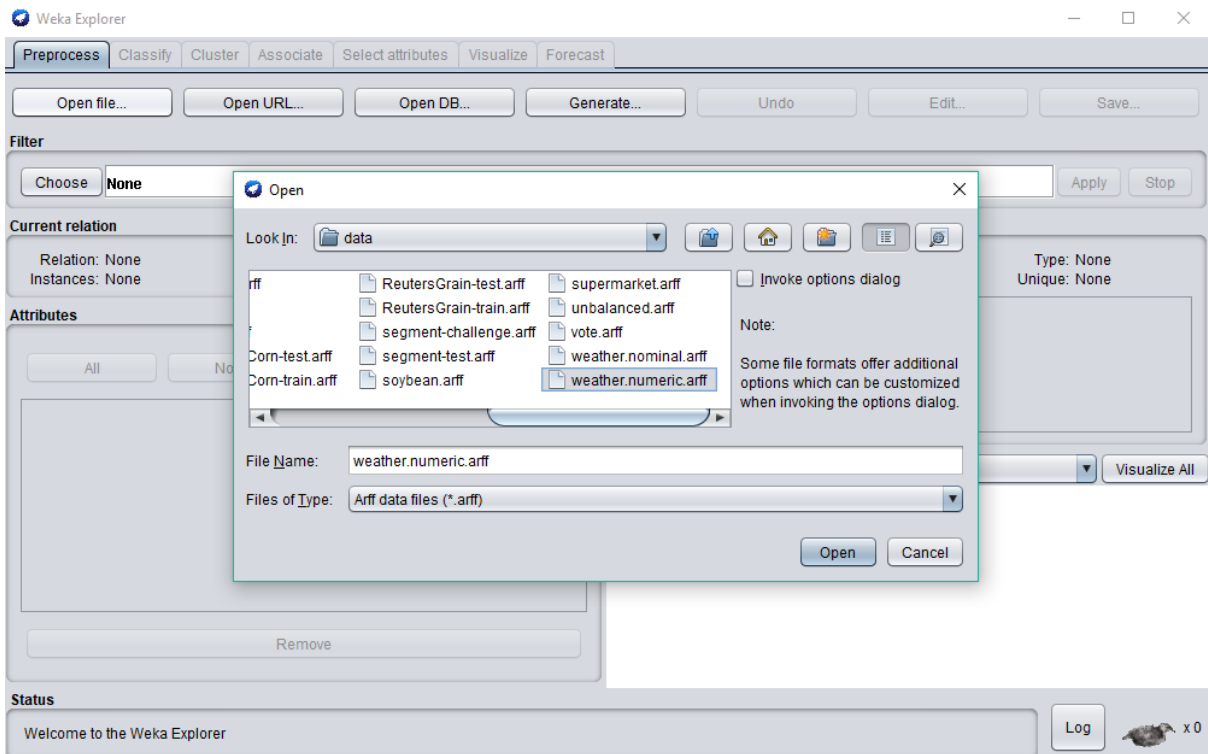 Weka Explorer
Preprocess Classify Cluster Associate Select attributes Visualize Forecast
Open file... Open URL... Open DB... Generate... Undo Edit... Save...
Filter
Choose None Apply Stop
Current relation
Relation: None
Instances: None
Type: None
Unique: None
Attributes
All No
Remove
Visualize All
Open
Look In: data
rff ReutersGrain-test.arff supermarket.arff
ReutersGrain-train.arff unbalanced.arff
f segment-challenge.arff vote.arff
Corn-test.arff segment-test.arff weather.nominal.arff
Corn-train.arff soybean.arff weather.numeric.arff
Invoke options dialog
Note:
Some file formats offer additional
options which can be customized
when invoking the options dialog.
File Name: weather.numeric.arff
Files of Type: Arff data files (*.arff)
Open Cancel
Status
Welcome to the Weka Explorer
Log x 0